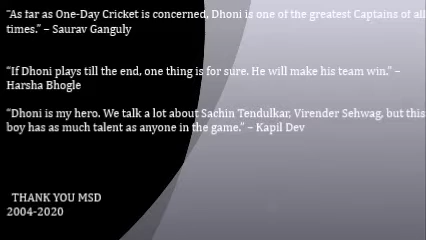 "As far as One-Day Cricket is concerned, Dhoni is one of the greatest Captains of all
times." – Saurav Ganguly
"If Dhoni plays till the end, one thing is for sure. He will make his team win." –
Harsha Bhogle
"Dhoni is my hero. We talk a lot about Sachin Tendulkar, Virender Sehwag, but this
boy has as much talent as anyone in the game." – Kapil Dev
THANK YOU MSD
2004-2020